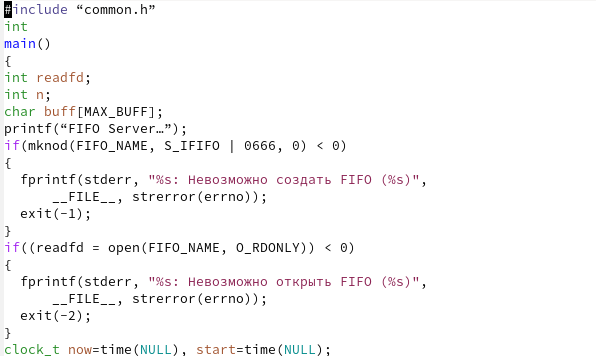 #include “common.h”
int
main()
{
int readfd;
int n;
char buff[MAX_BUFF];
printf(“FIFO Server…”);
if(mknod(FIFO_NAME, S_IFIFO | 0666, 0) < 0)
{
  fprintf(stderr, "%s: Невозможно создать FIFO (%s)",
      __FILE__, strerror(errno));
  exit(-1);
}
if((readfd = open(FIFO_NAME, O_RDONLY)) < 0)
{
  fprintf(stderr, "%s: Невозможно открыть FIFO (%s)",
      __FILE__, strerror(errno));
  exit(-2);
}
clock_t now=time(NULL), start=time(NULL);